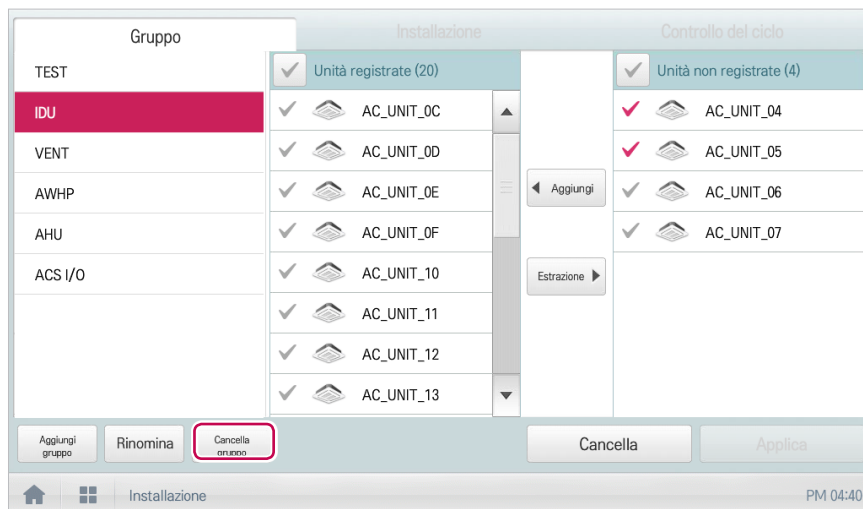 Gruppo
Installazione
Controllo del ciclo
TEST
IDU
VENT
AWHP
AHU
ACS I/O
Unità registrate (20)
AC_UNIT_0C
AC_UNIT_0D
AC_UNIT_0E
AC_UNIT_0F
AC_UNIT_10
AC_UNIT_11
AC_UNIT_12
AC_UNIT_13
Aggiungi
Estrazione
Unità non registrate (4)
AC_UNIT_04
AC_UNIT_05
AC_UNIT_06
AC_UNIT_07
Aggiungi
gruppo
Rinomina
Cancella
gruppo
Cancella
Applica
Installazione
PM 04:40